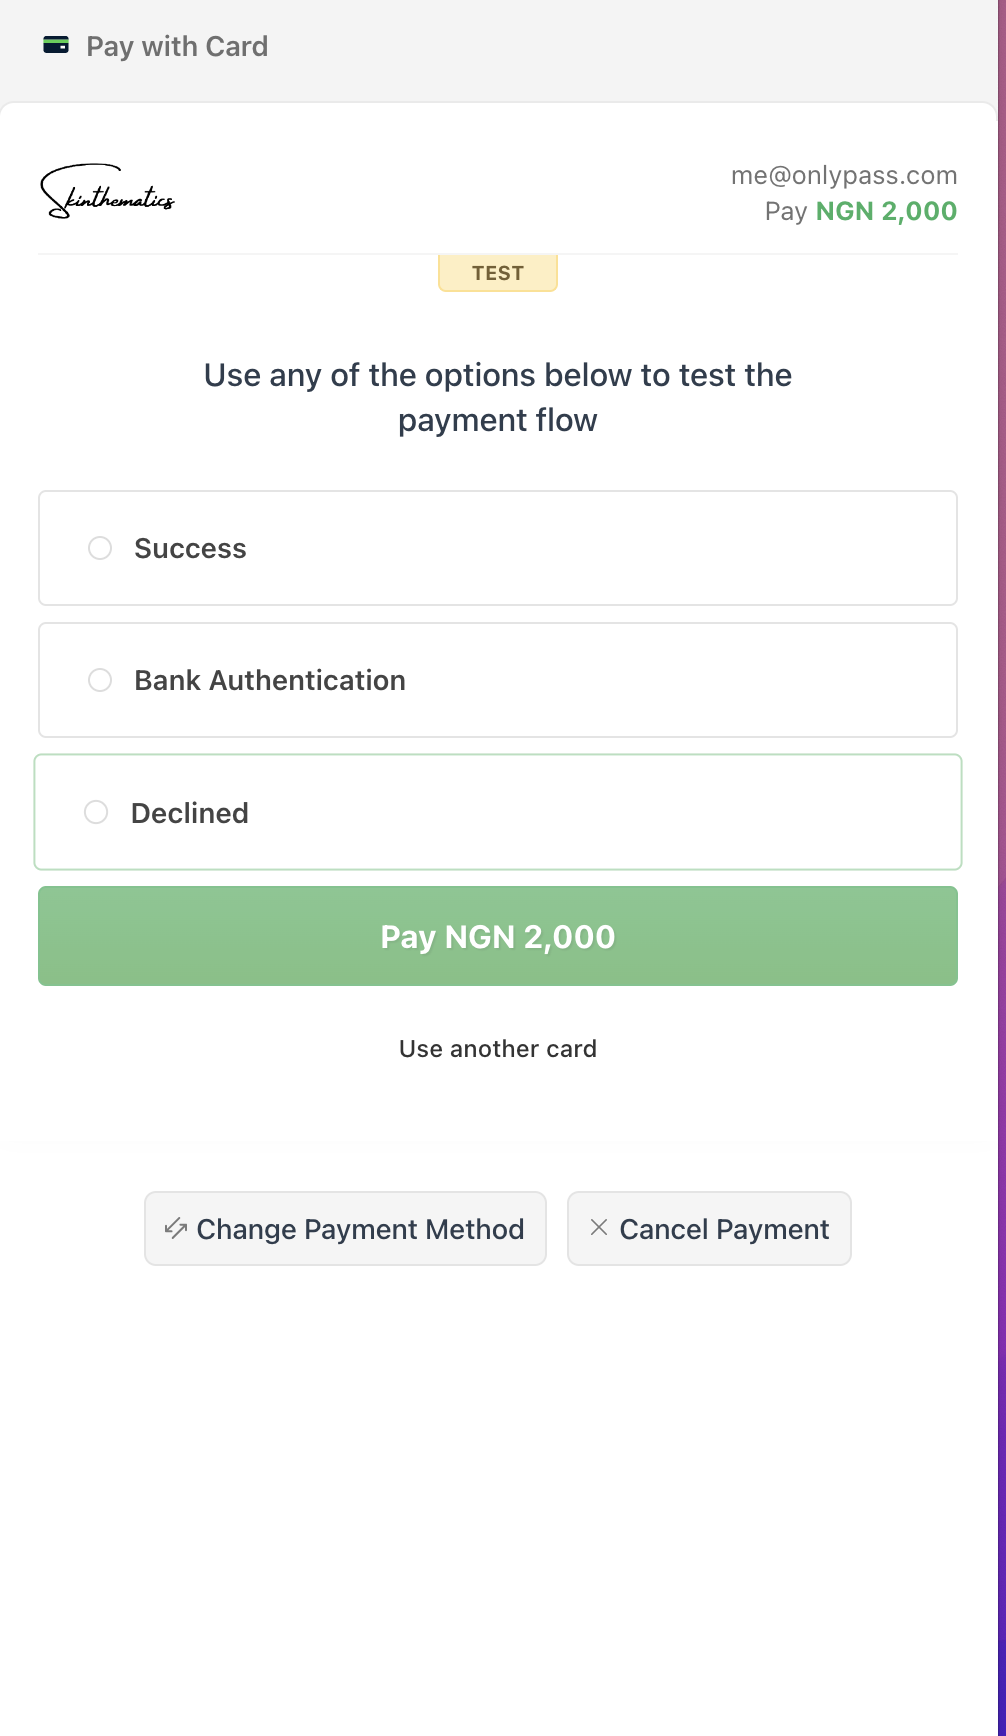 Pay with Card
Skinthematics
me@onlypass.com
Pay NGN 2,000
TEST
Use any of the options below to test the
payment flow
Success
Bank Authentication
Declined
Pay NGN 2,000
Use another card
Change Payment Method
Cancel Payment